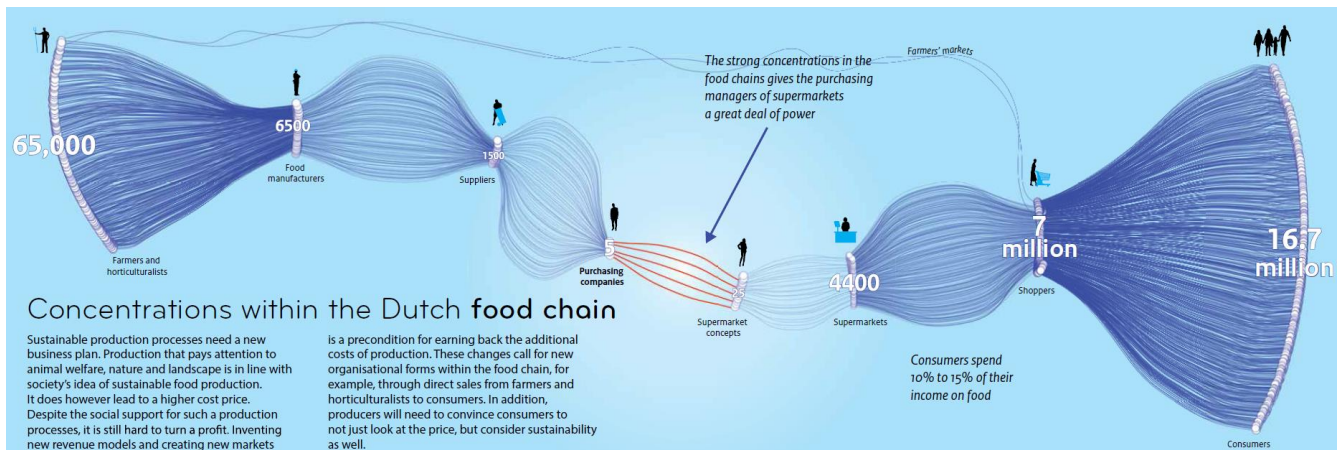 65,000
Farmers and
horticulturalists
6500
Food
manufacturers
1500
Suppliers
5
Purchasing
companies
The strong concentrations in the
food chains gives the purchasing
managers of supermarkets
a great deal of power
Supermarket
concepts
4400
Supermarkets
Farmers' markets
7
million
Shoppers
16.7
million
Consumers
Consumers spend
10% to 15% of their
income on food
Concentrations within the Dutch food chain
Sustainable production processes need a new
business plan. Production that pays attention to
animal welfare, nature and landscape is in line with
society's idea of sustainable food production.
It does however lead to a higher cost price.
Despite the social support for such a production
processes, it is still hard to turn a profit. Inventing
new revenue models and creating new markets
is a precondition for earning back the additional
costs of production. These changes call for new
organisational forms within the food chain, for
example, through direct sales from farmers and
horticulturalists to consumers. In addition,
producers will need to convince consumers to
not just look at the price, but consider sustainability
as well.